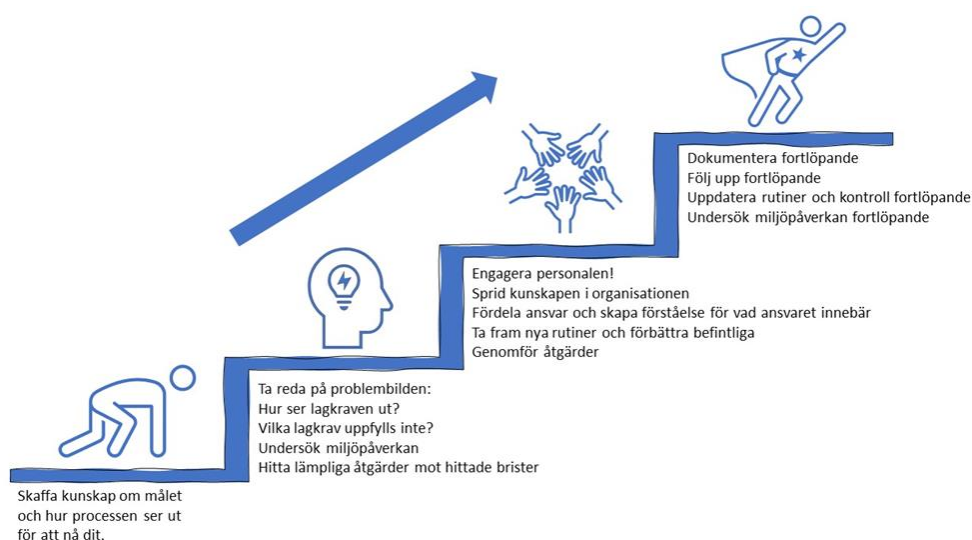 Dokumentera fortlöpande
Följ upp fortlöpande
Uppdatera rutiner och kontroll fortlöpande
Undersök miljöpåverkan fortlöpande
Engagera personalen!
Sprid kunskapen i organisationen
Fördela ansvar och skapa förståelse för vad ansvaret innebär
Ta fram nya rutiner och förbättra befintliga
Genomför åtgärder
Ta reda på problembilden:
Hur ser lagkraven ut?
Vilka lagkrav uppfylls inte?
Undersök miljöpåverkan
Hitta lämpliga åtgärder mot hittade brister
Skaffa kunskap om målet
och hur processen ser ut
för att nå dit.